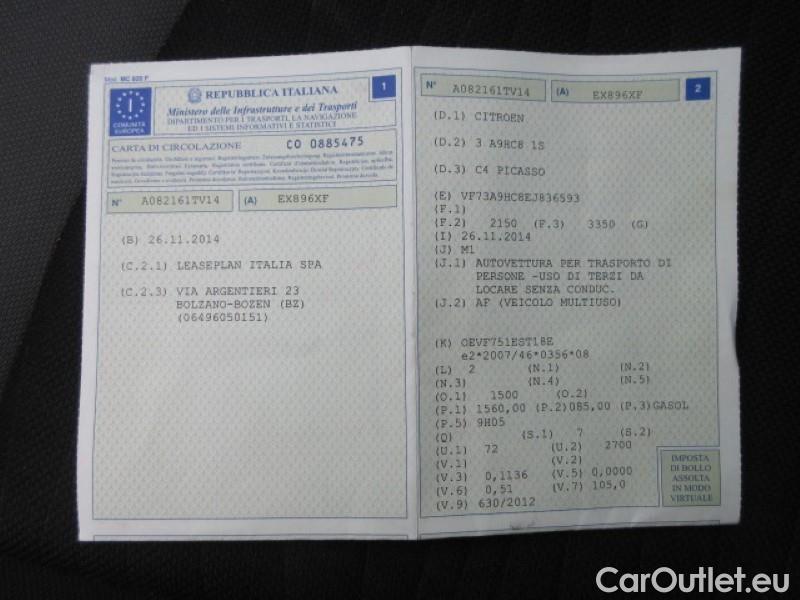 Mod. MC 820 F
REPUBBLICA ITALIANA
1
Ministero delle Infrastrutture e dei Trasporti
DIPARTIMENTO PER I TRASPORTI, LA NAVIGAZIONE
ED I SISTEMI INFORMATIVI E STATISTICI
I
COMUNITÀ
EUROPEA
CARTA DI CIRCOLAZIONE
CO 0885475
N° A082161TV14 (A) EX896XF
(B) 26.11.2014
(C.2.1) LEASEPLAN ITALIA SPA
(C.2.3) VIA ARGENTIERI 23
BOLZANO-BOZEN (BZ)
(06496050151)
N° A082161TV14 (A) EX896XF
2
(D.1) CITROEN
(D.2) 3 A9HC8 1S
(D.3) C4 PICASSO
(E) VF73A9HC8EJ836593
(F.1)
(F.2) 2150 (F.3) 3350 (G)
(I) 26.11.2014
(J) M1
(J.1) AUTOVETTURA PER TRASPORTO DI
PERSONE -USO DI TERZI DA
LOCARE SENZA CONDUC.
(J.2) AF (VEICOLO MULTIUSO)
(K) OEVF751EST18E
e2*2007/46*0356*08
(L) 2 (N.1) (N.2)
(N.3) (N.4) (N.5)
(O.1) 1500 (O.2)
(P.1) 1560,00 (P.2)085,00 (P.3)GASOL
(P.5) 9H05
(Q) (S.1) 7 (S.2)
(U.1) 72 (U.2) 2700
(V.1) (V.2)
(V.3) 0,1136 (V.5) 0,0000
(V.6) 0,51 (V.7) 105,0
(V.9) 630/2012
IMPOSTA
DI BOLLO
ASSOLTA
IN MODO
VIRTUALE
CarOutlet.eu